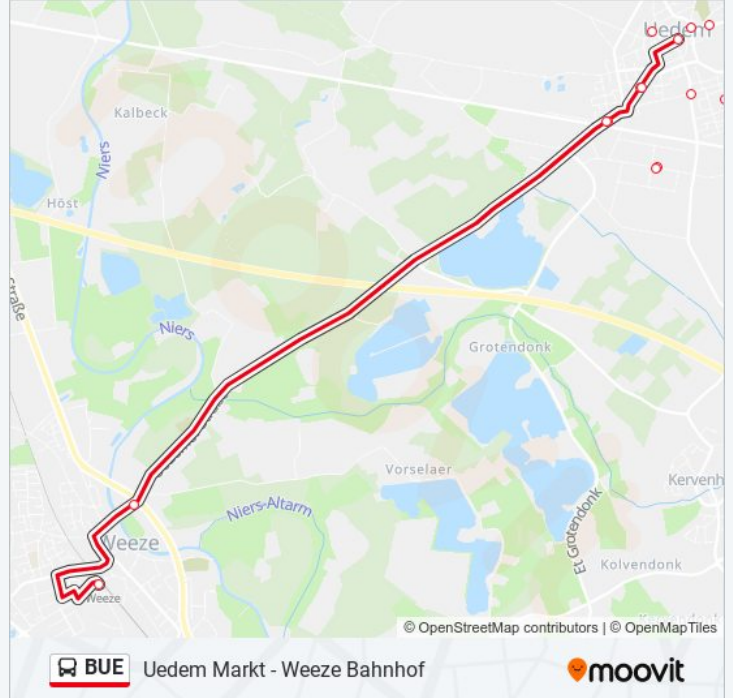 Uedem
Kalbeck
Niers
Höst
straße
Niers
Grotendonk
Vorselaer
Kervenh
Niers-Altarm
Et Grotendonk
Weeze
Kolvendonk
Weeze
© OpenStreetMap contributors | © OpenMapTiles
BUE Uedem Markt - Weeze Bahnhof moovit